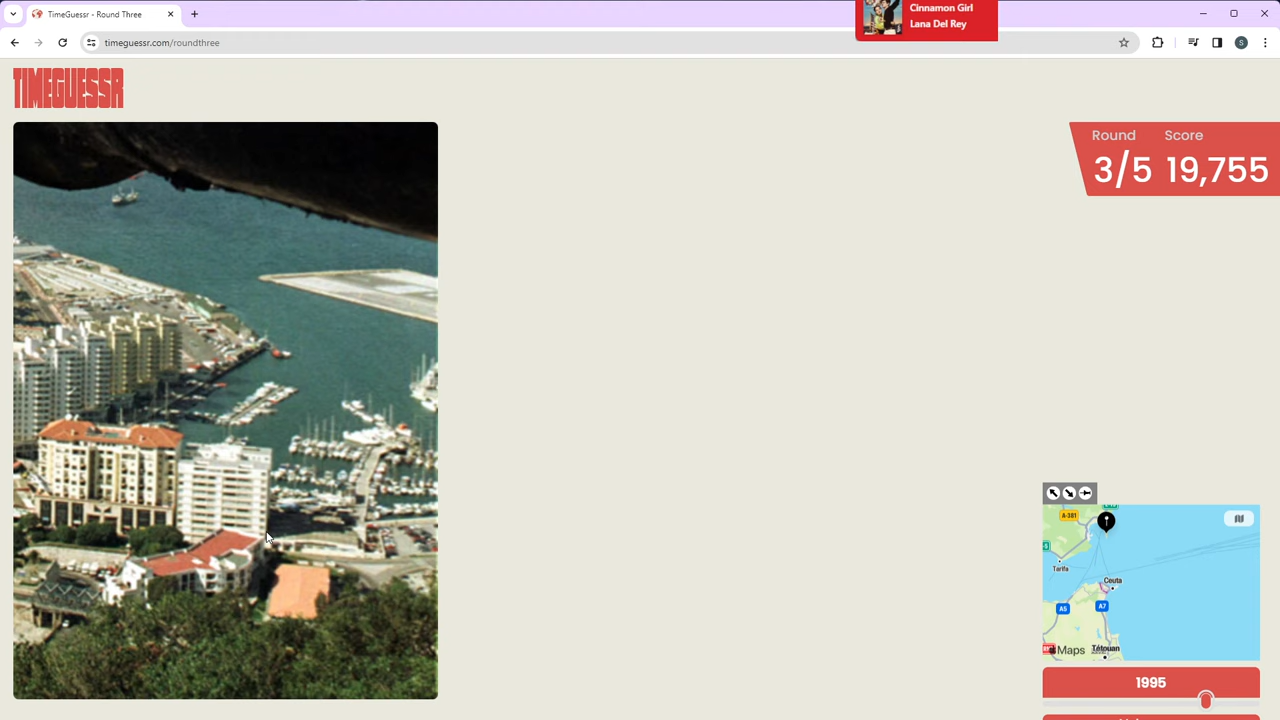 TimeGuessr - Round Three
Cinnamon Girl
Lana Del Rey
timeguessr.com/roundthree
S
TIMEGUESSR
Round Score
3/5 19,755
A-381
Tarifa
Ceuta
A5
A7
Maps
Tétouan
1995